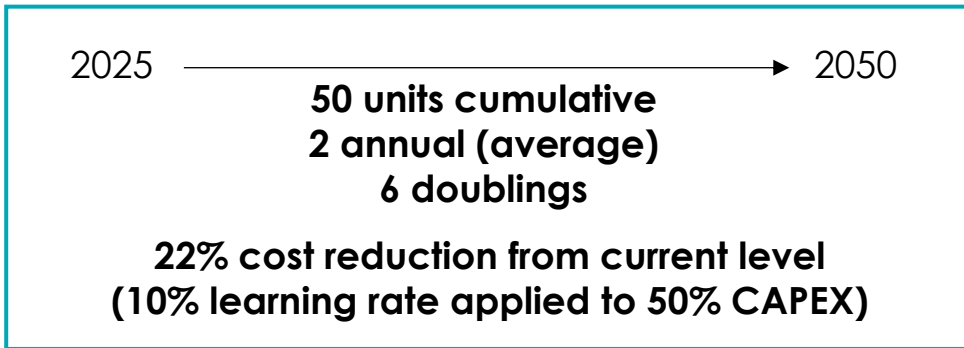 2025 2050
50 units cumulative
2 annual (average)
6 doublings
22% cost reduction from current level
(10% learning rate applied to 50% CAPEX)